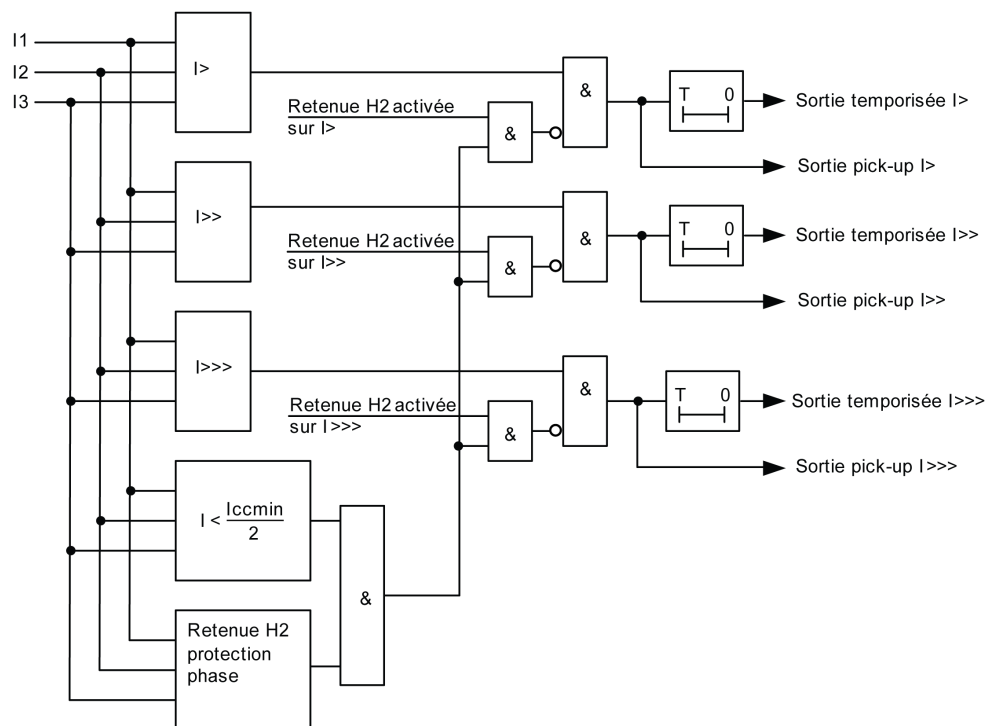 I1
I2
I3
I>
Retenue H2 activée
sur I>
&
&
T 0
Sortie temporisée I>
Sortie pick-up I>
I>>
Retenue H2 activée
sur I>>
&
&
T 0
Sortie temporisée I>>
Sortie pick-up I>>
I>>>
Retenue H2 activée
sur I>>>
&
&
T 0
Sortie temporisée I>>>
Sortie pick-up I>>>
I < Iccmin
2
&
Retenue H2
protection
phase